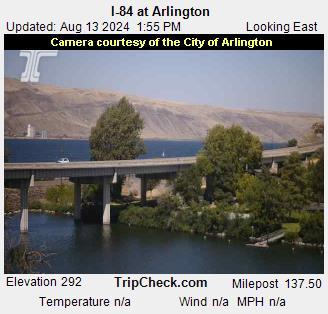 I-84 at Arlington
Updated: Aug 13 2024 1:55 PM Looking East
Camera courtesy of the City of Arlington
Elevation 292 TripCheck.com Milepost 137.50
Temperature n/a Wind n/a MPH n/a